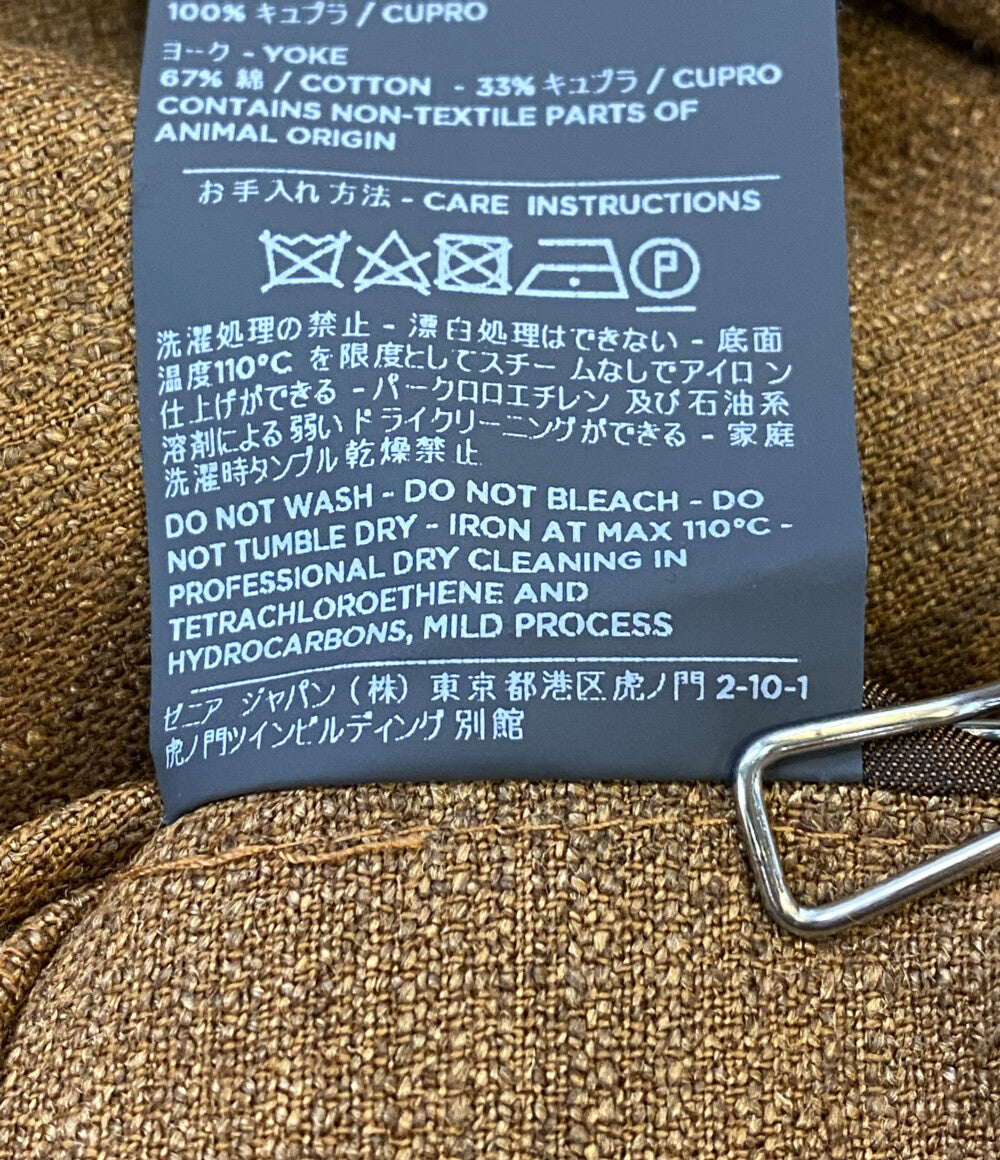 100% キュプラ / CUPRO
ヨーク - YOKE
67% 綿 / COTTON - 33% キュプラ / CUPRO
CONTAINS NON-TEXTILE PARTS OF
ANIMAL ORIGIN
お手入れ方法 - CARE INSTRUCTIONS
P
洗濯処理の禁止 - 漂白処理はできない - 底面
温度110°C を限度としてスチームなしでアイロン
仕上げができる - パークロロエチレン 及び石油系
溶剤による弱いドライクリーニングができる - 家庭
洗濯時タンブル乾燥禁止
DO NOT WASH - DO NOT BLEACH - DO
NOT TUMBLE DRY - IRON AT MAX 110°C -
PROFESSIONAL DRY CLEANING IN
TETRACHLOROETHENE AND
HYDROCARBONS, MILD PROCESS
ゼニア ジャパン (株) 東京都港区虎ノ門 2-10-1
虎ノ門ツインビルディング別館